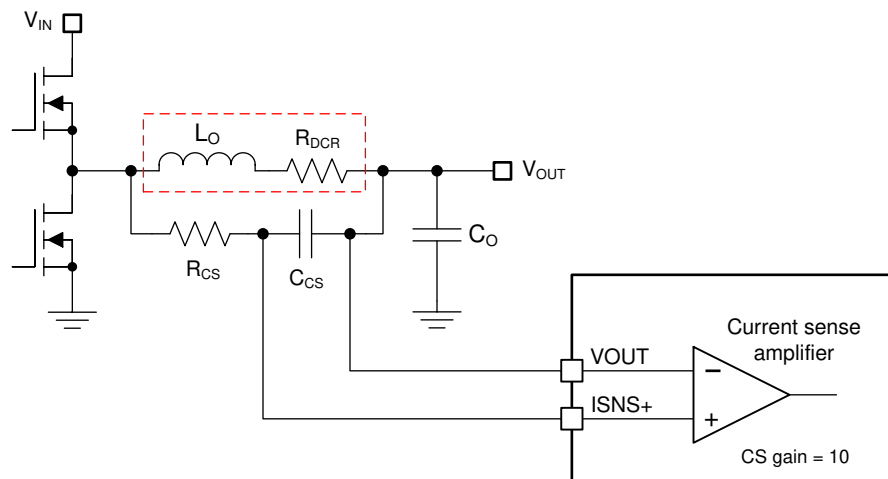 VIN
LO
RDCR
VOUT
RCS
CCS
CO
VOUT
ISNS+
Current sense
amplifier
−
+
CS gain = 10